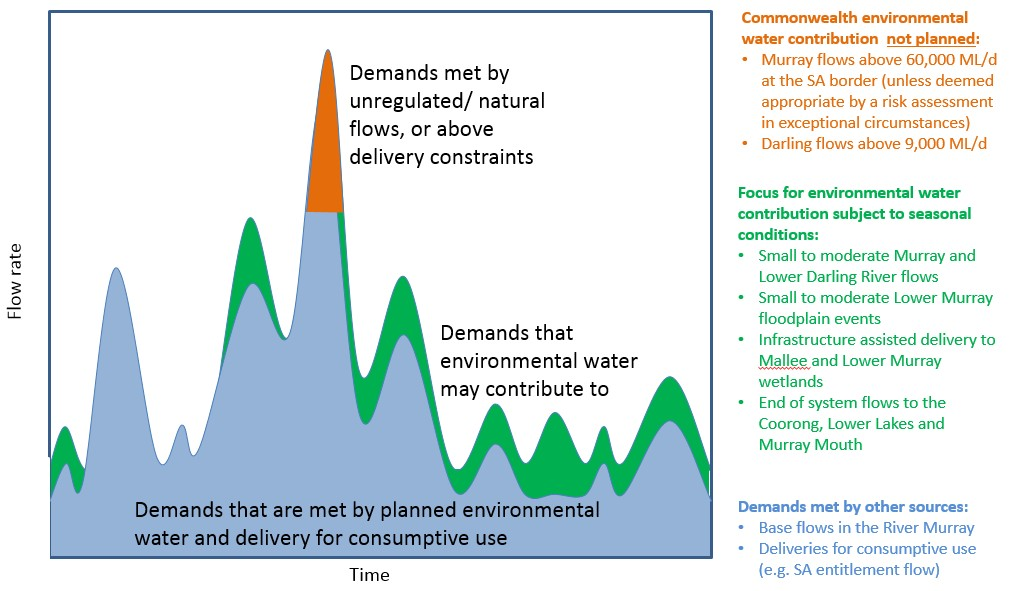 Flow rate
Demands met by
unregulated/ natural
flows, or above
delivery constraints
Demands that
environmental water
may contribute to
Demands that are met by planned environmental
water and delivery for consumptive use
Time
Commonwealth environmental
water contribution not planned:
• Murray flows above 60,000 ML/d
at the SA border (unless deemed
appropriate by a risk assessment
in exceptional circumstances)
• Darling flows above 9,000 ML/d
Focus for environmental water
contribution subject to seasonal
conditions:
• Small to moderate Murray and
Lower Darling River flows
• Small to moderate Lower Murray
floodplain events
• Infrastructure assisted delivery to
Mallee and Lower Murray
wetlands
• End of system flows to the
Coorong, Lower Lakes and
Murray Mouth
Demands met by other sources:
• Base flows in the River Murray
• Deliveries for consumptive use
(e.g. SA entitlement flow)